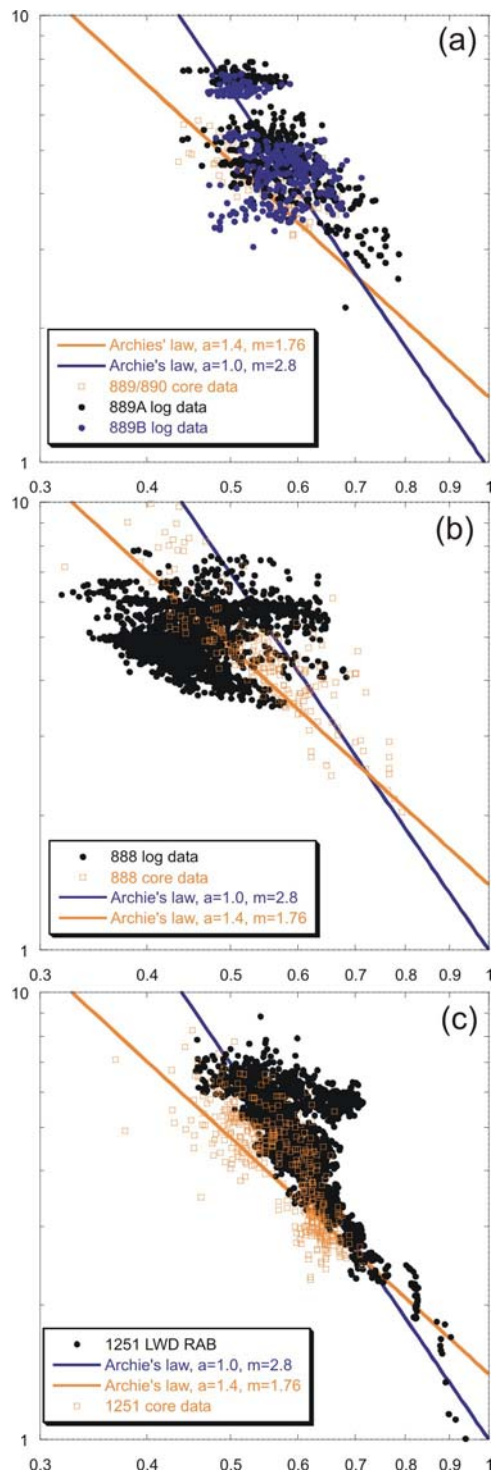 10
(a)
Archies' law, a=1.4, m=1.76
Archie's law, a=1.0, m=2.8
889/890 core data
889A log data
889B log data
1
0.3 0.4 0.5 0.6 0.7 0.8 0.9 1
10
(b)
888 log data
888 core data
Archie's law, a=1.0, m=2.8
Archie's law, a=1.4, m=1.76
1
0.3 0.4 0.5 0.6 0.7 0.8 0.9 1
10
(c)
1251 LWD RAB
Archie's law, a=1.0, m=2.8
Archie's law, a=1.4, m=1.76
1251 core data
1
0.3 0.4 0.5 0.6 0.7 0.8 0.9 1